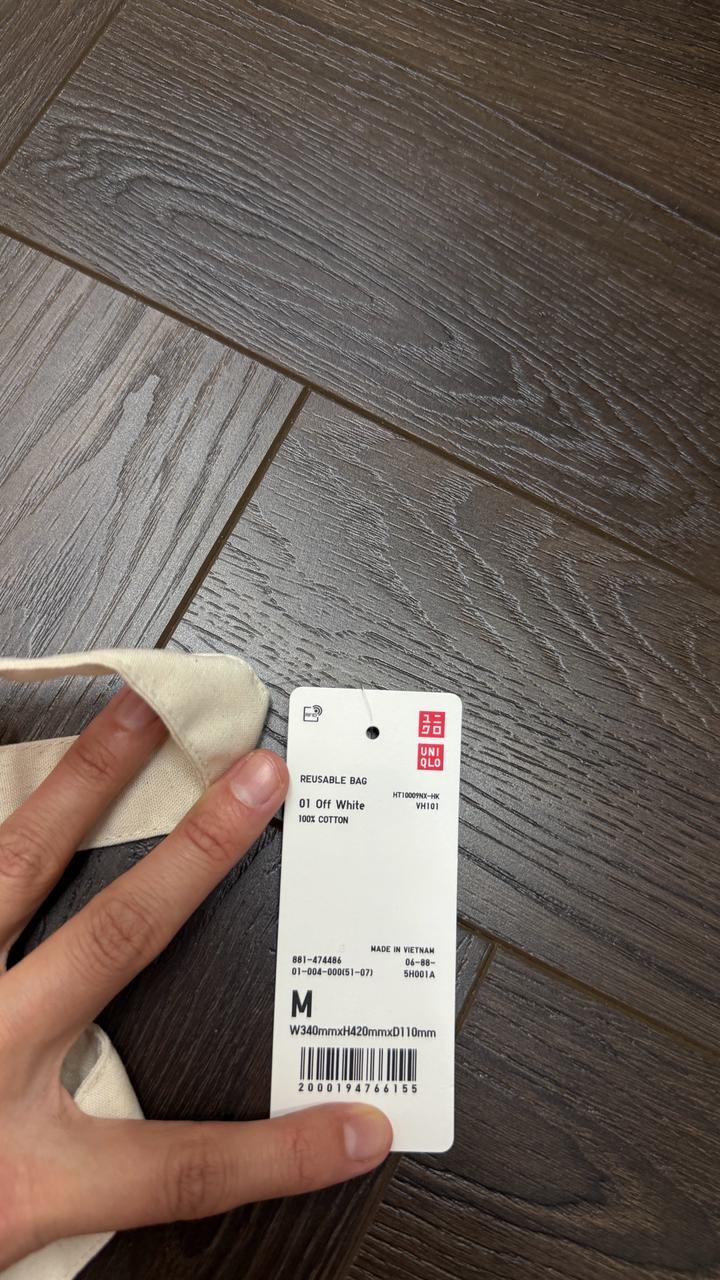 RFID
ユニ
クロ
UNI
QLO
REUSABLE BAG
HT10009NX-HK
01 Off White
VH101
100% COTTON
MADE IN VIETNAM
881-474486
06-88-
01-004-000(51-07)
5H001A
M
W340mmxH420mmxD110mm
2000194766155